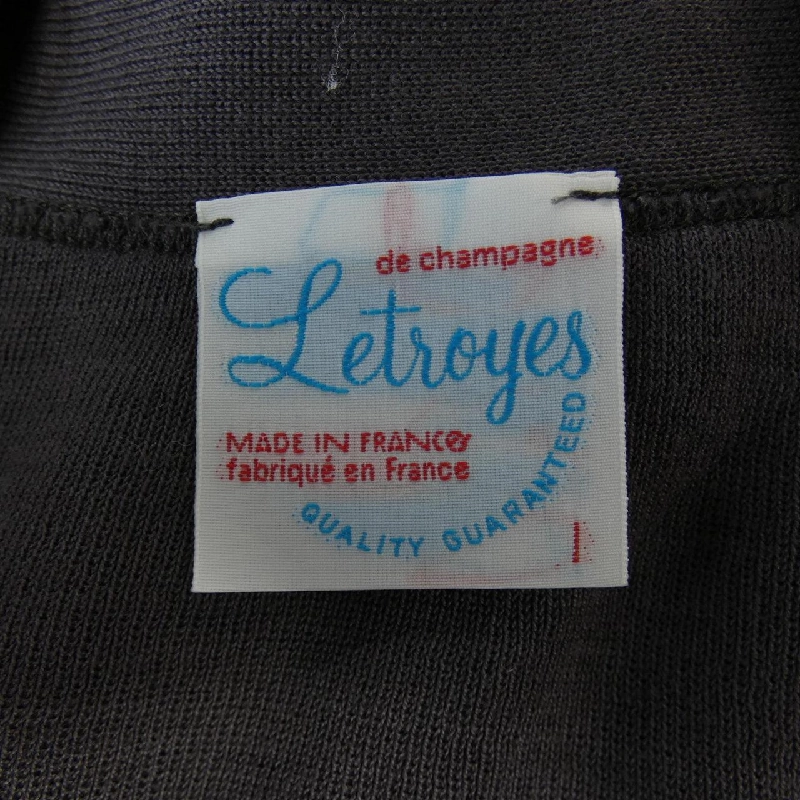 de champagne
Letroyes
MADE IN FRANCE
fabriqué en France
QUALITY GUARANTEED